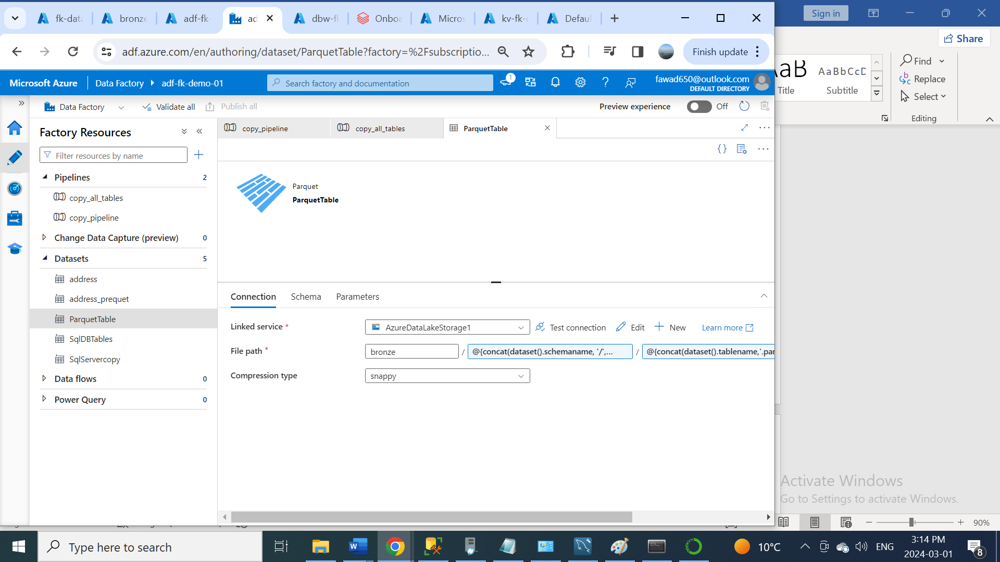 fk-data
bronze
adf-fk-
ad
dbw-fk
Onboa
Micros
kv-fk-
Defaul
Sign in
adf.azure.com/en/authoring/dataset/ParquetTable?factory=%2Fsubscriptio...
Finish update
Share
Microsoft Azure
Data Factory
adf-fk-demo-01
Search factory and documentation
1
fawad650@outlook.com
DEFAULT DIRECTORY
AaB
AaBbCcD
Title
Subtitle
Find
Replace
Select
Editing
Data Factory
Validate all
Publish all
Preview experience
Off
Factory Resources
copy_pipeline
copy_all_tables
ParquetTable
Filter resources by name
Pipelines 2
copy_all_tables
copy_pipeline
Change Data Capture (preview) 0
Datasets 5
address
address_prequet
ParquetTable
SqlDBTables
SqlServercopy
Data flows 0
Power Query 0
Parquet
ParquetTable
Connection
Schema
Parameters
Linked service *
AzureDataLakeStorage1
Test connection
Edit
New
Learn more
File path *
bronze / @{concat(dataset().schemaname, '/',... / @{concat(dataset().tablename,'.par
Compression type
snappy
Activate Windows
Go to Settings to activate Windows.
90%
Type here to search
10°C
ENG
3:14 PM
2024-03-01
8